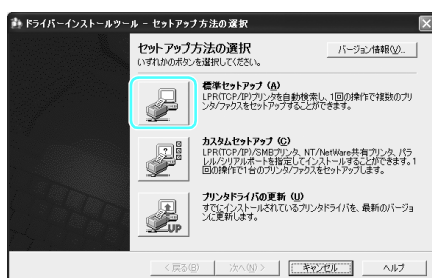 ドライバーインストールツール - セットアップ方法の選択
セットアップ方法の選択
いずれかのボタンを選択してください。
バージョン情報(V)...
標準セットアップ (A)
LPR(TCP/IP)プリンタを自動検索し、1回の操作で複数のプリ
ンタ/ファクスをセットアップすることができます。
カスタムセットアップ (C)
LPR(TCP/IP)/SMBプリンタ、NT/NetWare共有プリンタ、パラ
レル/シリアルポートを指定してインストールすることができます。1
回の操作で1台のプリンタ/ファクスをセットアップします。
プリンタドライバの更新 (U)
すでにインストールされているプリンタドライバを、最新のバージョ
ンに更新します。
UP
< 戻る(B)
次へ(N) >
キャンセル
ヘルプ